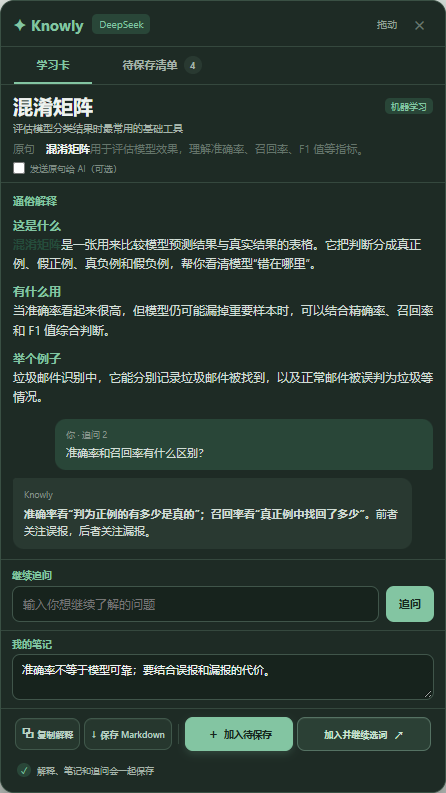 Knowly DeepSeek 拖动
学习卡 待保存清单 4
混淆矩阵 机器学习
评估模型分类结果时最常用的基础工具
原句 混淆矩阵用于评估模型效果，理解准确率、召回率、F1 值等指标。
发送原句给 AI（可选）
通俗解释
这是什么
混淆矩阵是一张用来比较模型预测结果与真实结果的表格。它把判断分成真正
例、假正例、真负例和假负例，帮你看清模型“错在哪里”。
有什么用
当准确率看起来很高，但模型仍可能漏掉重要样本时，可以结合精确率、召回率
和 F1 值综合判断。
举个例子
垃圾邮件识别中，它能分别记录垃圾邮件被找到，以及正常邮件被误判为垃圾等
情况。
你 · 追问 2
准确率和召回率有什么区别？
Knowly
准确率看“判为正例的有多少是真的”；召回率看“真正例中找回了多少”。前者
关注误报，后者关注漏报。
继续追问
输入你想继续了解的问题 追问
我的笔记
准确率不等于模型可靠；要结合误报和漏报的代价。
复制解释 ↓ 保存 Markdown ＋ 加入待保存 加入并继续选词 ↗
✓ 解释、笔记和追问会一起保存